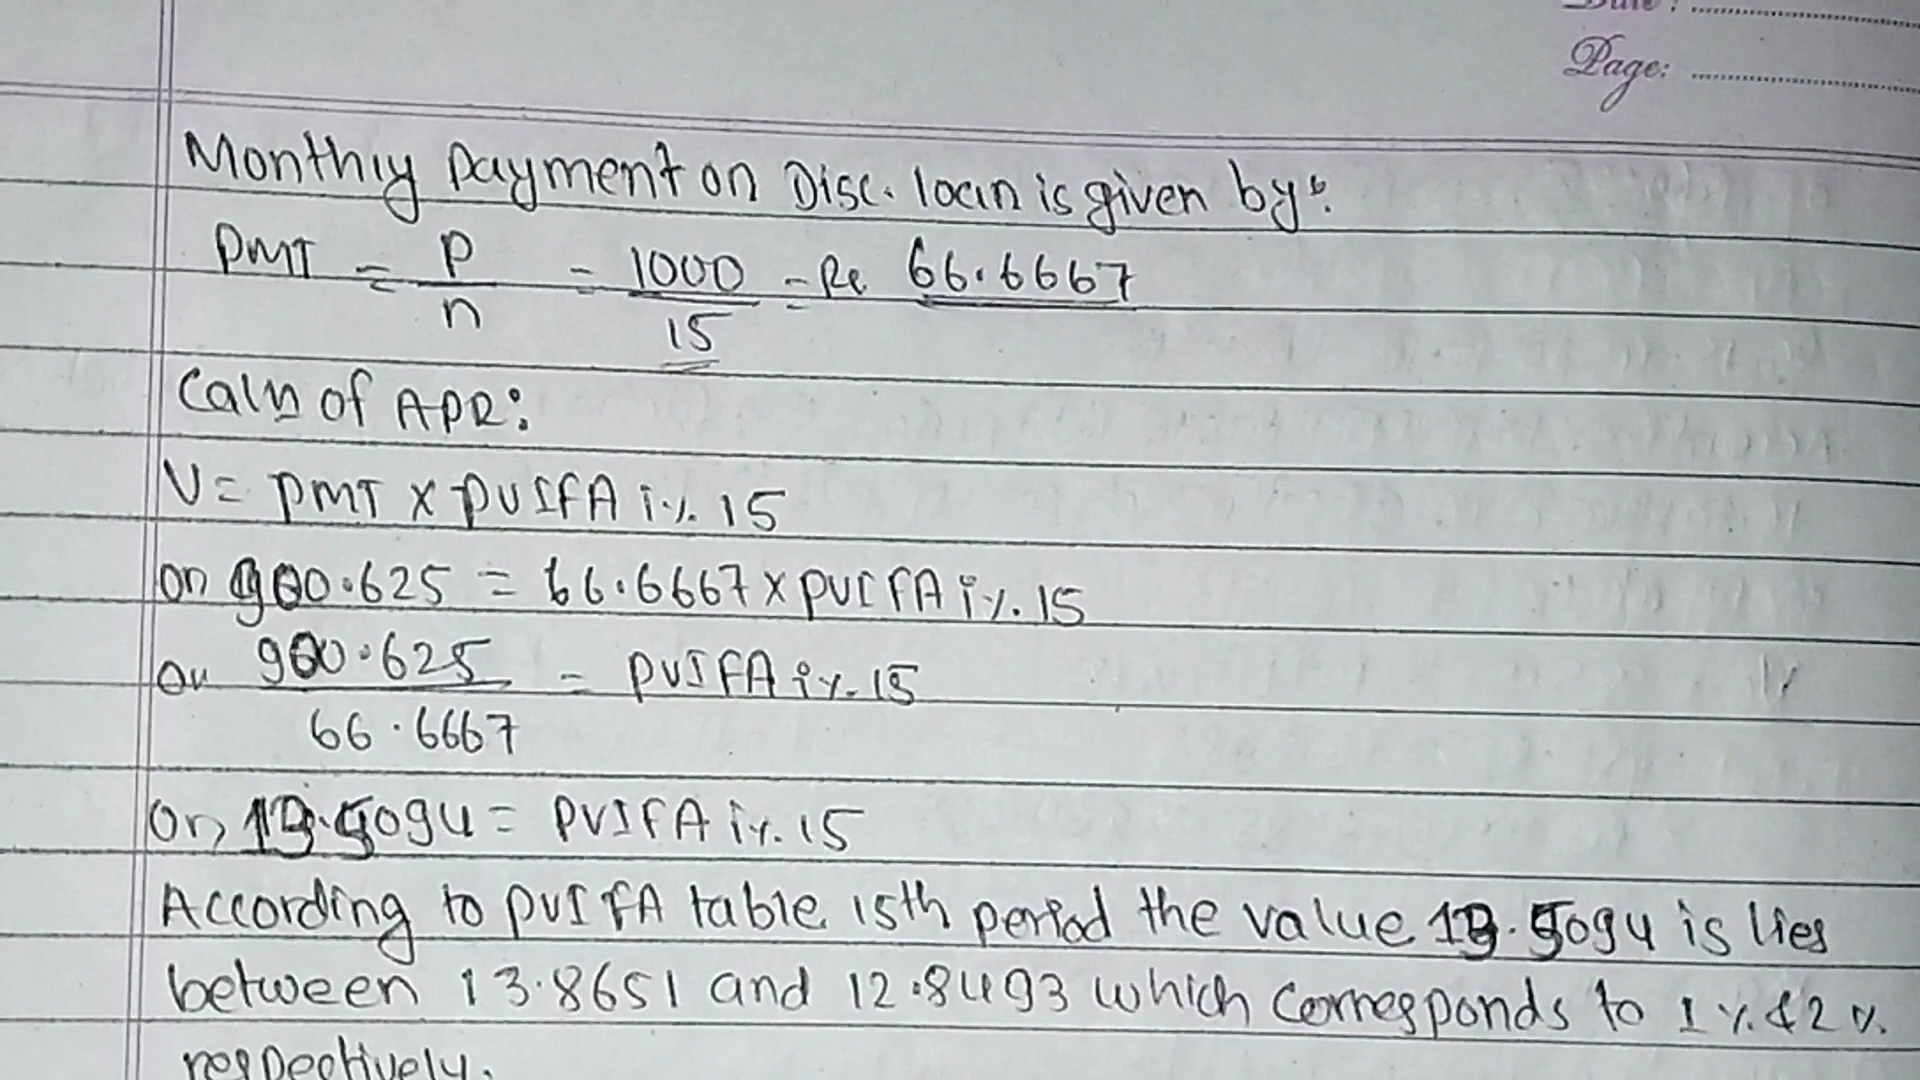 Date:
Page:
Monthly payment on Disc. loan is given by:
PMT = P/n = 1000/15 = Rs 66.6667
Caln of APR:
V = PMT x PVIFA i% 15
or 900.625 = 66.6667 x PVIFA i% 15
or 900.625/66.6667 = PVIFA i% 15
or, 13.5094 = PVIFA i%. 15
According to PVIFA table 15th period the value 13.5094 is lies
between 13.8651 and 12.8493 which corresponds to 1% & 2%.
respectively.